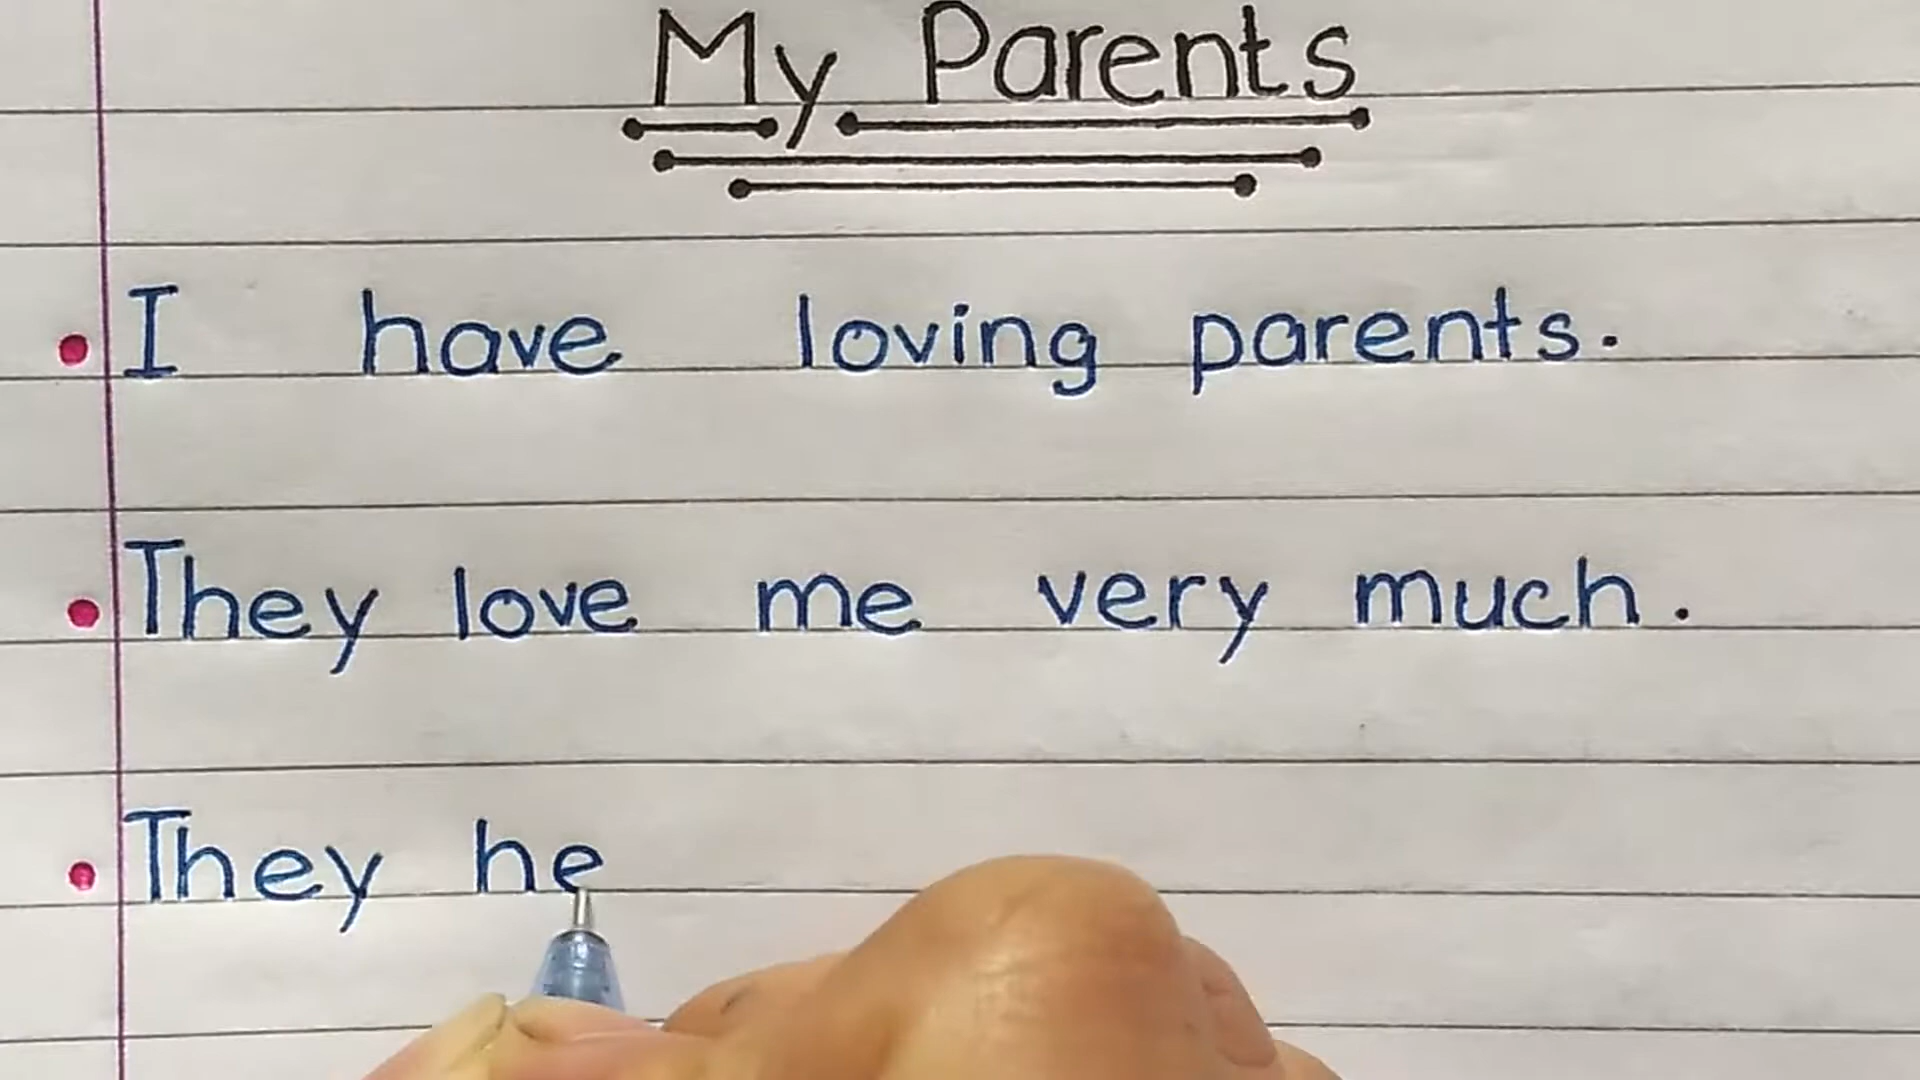 My Parents
• I have loving parents.
• They love me very much.
• They he